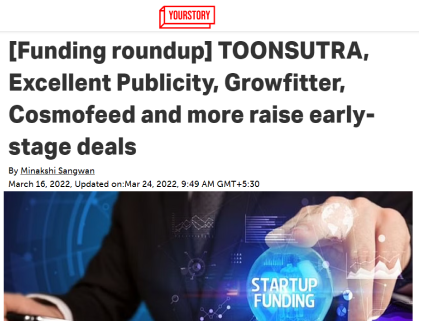 YOURSTORY
[Funding roundup] TOONSUTRA,
Excellent Publicity, Growfitter,
Cosmofeed and more raise early-
stage deals
By Minakshi Sangwan
March 16, 2022, Updated on:Mar 24, 2022, 9:49 AM GMT+5:30
STARTUP
FUNDING